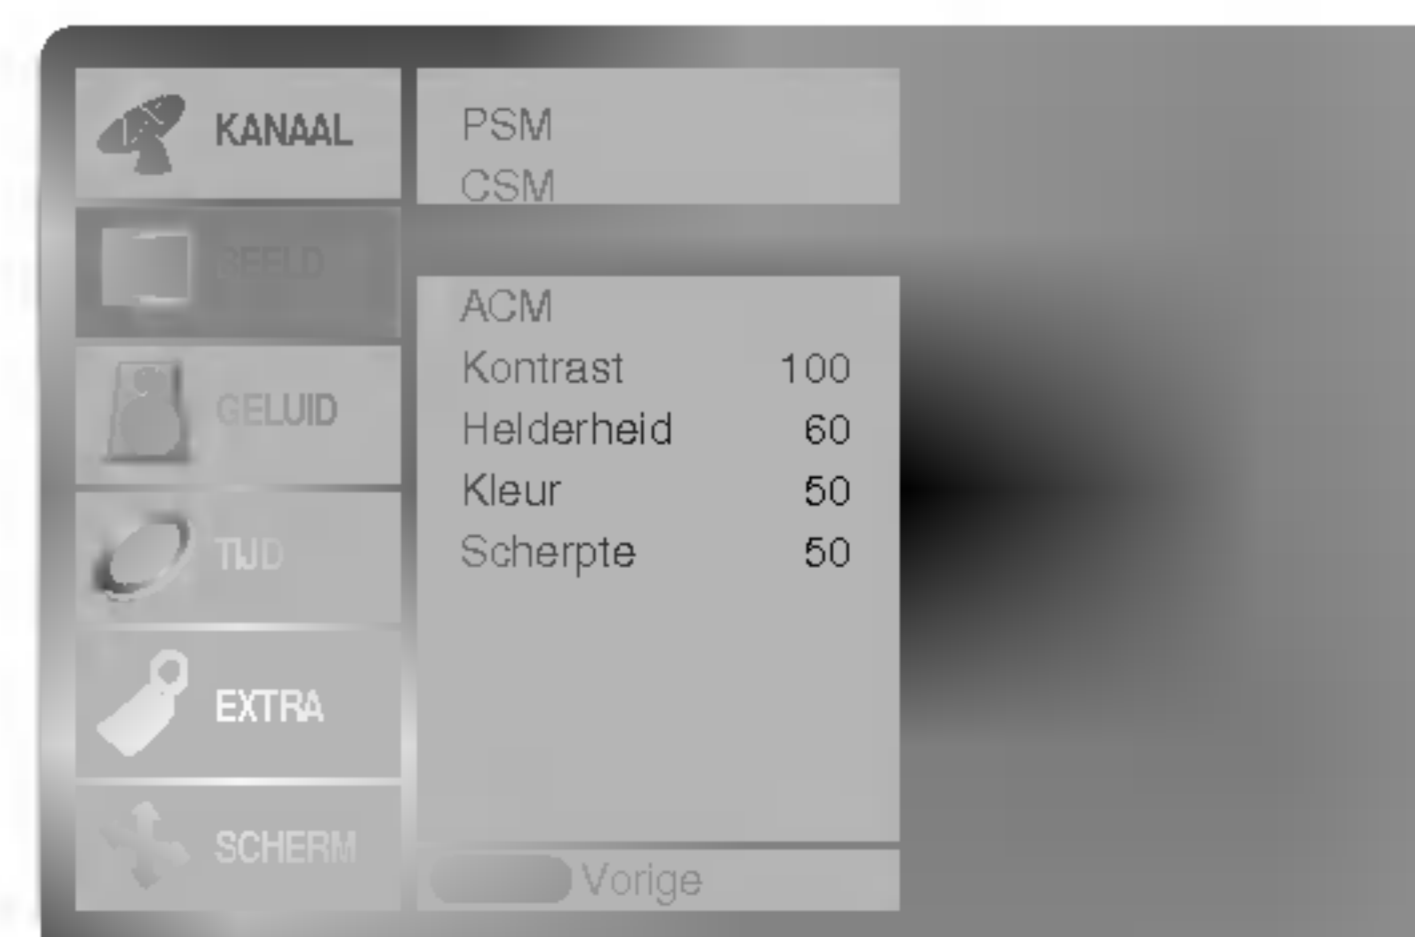 KANAAL
BEELD
GELUID
TIJD
EXTRA
SCHERM
PSM
CSM
ACM
Kontrast 100
Helderheid 60
Kleur 50
Scherpte 50
Vorige